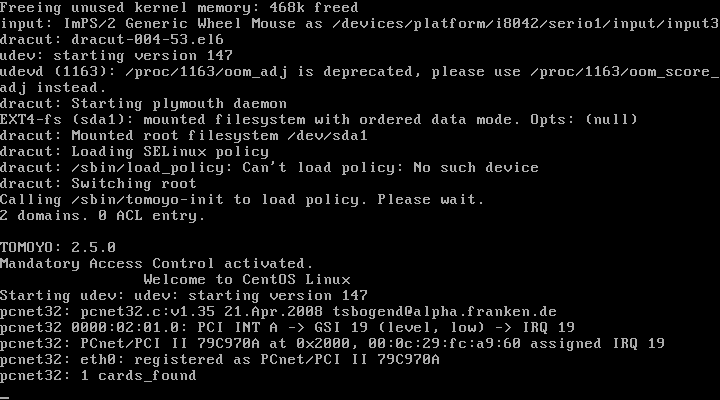 Freeing unused kernel memory: 468k freed
input: ImPS/2 Generic Wheel Mouse as /devices/platform/i8042/serio1/input/input3
dracut: dracut-004-53.el6
udev: starting version 147
udevd (1163): /proc/1163/oom_adj is deprecated, please use /proc/1163/oom_score_
adj instead.
dracut: Starting plymouth daemon
EXT4-fs (sda1): mounted filesystem with ordered data mode. Opts: (null)
dracut: Mounted root filesystem /dev/sda1
dracut: Loading SELinux policy
dracut: /sbin/load_policy: Can't load policy: No such device
dracut: Switching root
Calling /sbin/tomoyo-init to load policy. Please wait.
2 domains. 0 ACL entry.
TOMOYO: 2.5.0
Mandatory Access Control activated.
Welcome to CentOS Linux
Starting udev: udev: starting version 147
pcnet32: pcnet32.c:v1.35 21.Apr.2008 tsbogend@alpha.franken.de
pcnet32 0000:02:01.0: PCI INT A -> GSI 19 (level, low) -> IRQ 19
pcnet32: PCnet/PCI II 79C970A at 0x2000, 00:0c:29:fc:a9:60 assigned IRQ 19
pcnet32: eth0: registered as PCnet/PCI II 79C970A
pcnet32: 1 cards_found